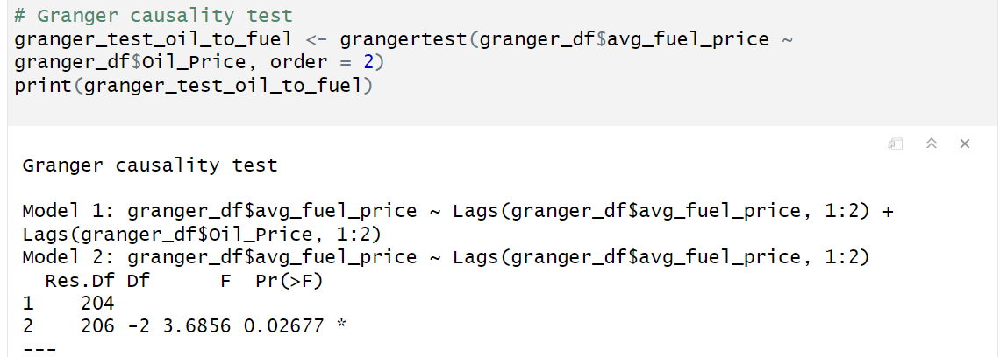 # Granger causality test
granger_test_oil_to_fuel <- grangertest(granger_df$avg_fuel_price ~
granger_df$Oil_Price, order = 2)
print(granger_test_oil_to_fuel)
Granger causality test
Model 1: granger_df$avg_fuel_price ~ Lags(granger_df$avg_fuel_price, 1:2) +
Lags(granger_df$Oil_Price, 1:2)
Model 2: granger_df$avg_fuel_price ~ Lags(granger_df$avg_fuel_price, 1:2)
  Res.Df Df      F  Pr(>F)
1    204
2    206 -2 3.6856 0.02677 *
---